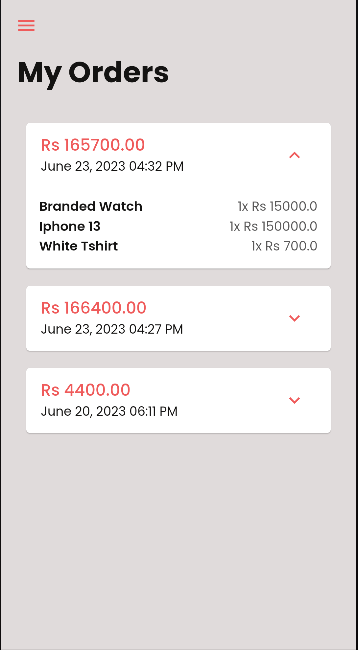 My Orders
Rs 165700.00
June 23, 2023 04:32 PM
Branded Watch 1x Rs 15000.0
Iphone 13 1x Rs 150000.0
White Tshirt 1x Rs 700.0
Rs 166400.00
June 23, 2023 04:27 PM
Rs 4400.00
June 20, 2023 06:11 PM